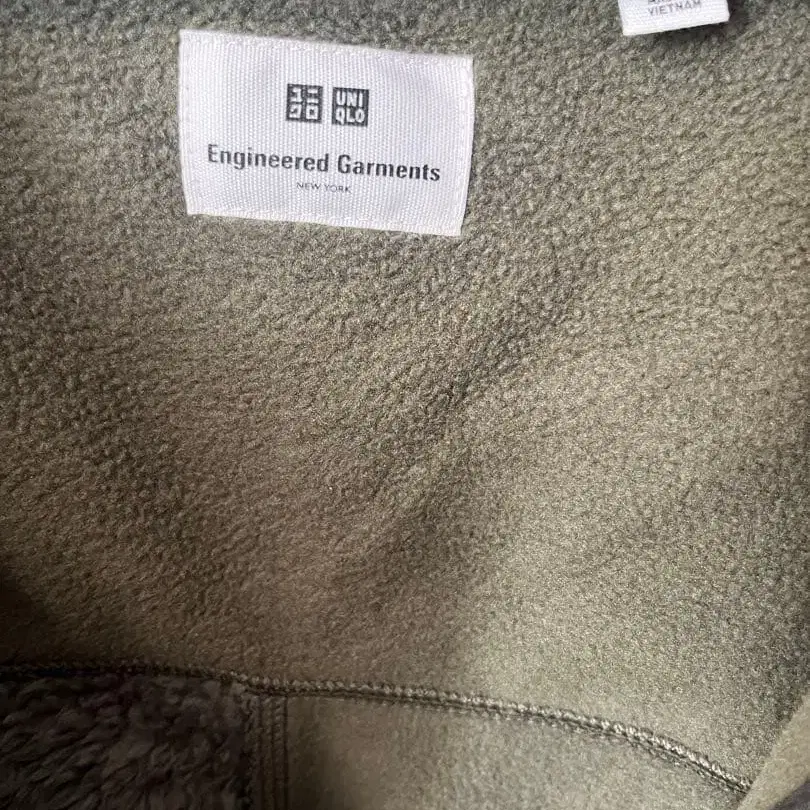 ユニ
クロ
UNI
QLO
Engineered Garments
NEW YORK
VIETNAM